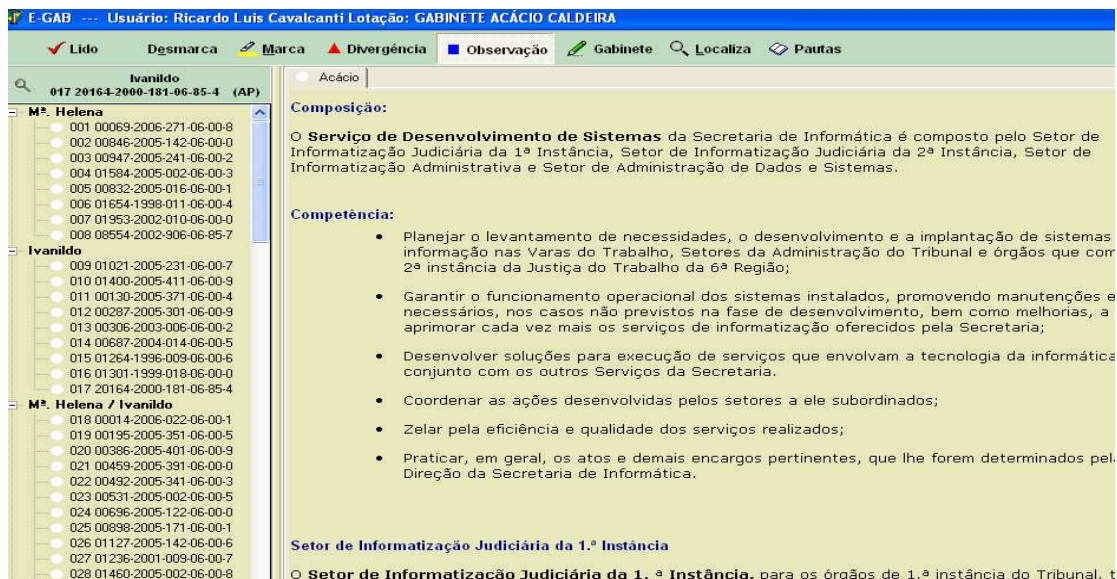 E-GAB --- Usuário: Ricardo Luis Cavalcanti Lotação: GABINETE ACÁCIO CALDEIRA
Lido Desmarca Marca Divergência Observação Gabinete Localiza Pautas
Ivanildo
017 20164-2000-181-06-85-4 (AP)
Mª. Helena
001 00069-2006-271-06-00-8
002 00846-2005-142-06-00-0
003 00947-2005-241-06-00-2
004 01584-2005-002-06-00-3
005 00832-2005-016-06-00-1
006 01654-1998-011-06-00-4
007 01953-2002-010-06-00-0
008 08554-2002-906-06-85-7
Ivanildo
009 01021-2005-231-06-00-7
010 01400-2005-411-06-00-9
011 00130-2005-371-06-00-4
012 00287-2005-301-06-00-9
013 00306-2003-006-06-00-2
014 00687-2004-014-06-00-5
015 01264-1996-009-06-00-6
016 01301-1999-018-06-00-0
017 20164-2000-181-06-85-4
Mª. Helena / Ivanildo
018 00014-2006-022-06-00-1
019 00195-2005-351-06-00-5
020 00386-2005-401-06-00-9
021 00459-2005-391-06-00-0
022 00492-2005-341-06-00-3
023 00531-2005-002-06-00-5
024 00696-2005-122-06-00-0
025 00898-2005-171-06-00-1
026 01127-2005-142-06-00-6
027 01236-2001-009-06-00-7
028 01460-2005-002-06-00-8
Acácio
Composição:
O Serviço de Desenvolvimento de Sistemas da Secretaria de Informática é composto pelo Setor de
Informatização Judiciária da 1ª Instância, Setor de Informatização Judiciária da 2ª Instância, Setor de
Informatização Administrativa e Setor de Administração de Dados e Sistemas.
Competência:
• Planejar o levantamento de necessidades, o desenvolvimento e a implantação de sistemas
informação nas Varas do Trabalho, Setores da Administração do Tribunal e órgãos que com
2ª instância da Justiça do Trabalho da 6ª Região;
• Garantir o funcionamento operacional dos sistemas instalados, promovendo manutenções e
necessários, nos casos não previstos na fase de desenvolvimento, bem como melhorias, a
aprimorar cada vez mais os serviços de informatização oferecidos pela Secretaria;
• Desenvolver soluções para execução de serviços que envolvam a tecnologia da informática
conjunto com os outros Serviços da Secretaria.
• Coordenar as ações desenvolvidas pelos setores a ele subordinados;
• Zelar pela eficiência e qualidade dos serviços realizados;
• Praticar, em geral, os atos e demais encargos pertinentes, que lhe forem determinados pel
Direção da Secretaria de Informática.
Setor de Informatização Judiciária da 1.ª Instância
O Setor de Informatização Judiciária da 1. ª Instância, para os órgãos de 1.ª instância do Tribunal,